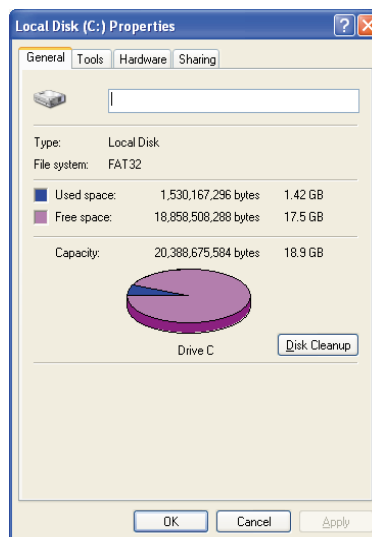 Local Disk (C:) Properties
General Tools Hardware Sharing
Type: Local Disk
File system: FAT32
Used space: 1,530,167,296 bytes 1.42 GB
Free space: 18,858,508,288 bytes 17.5 GB
Capacity: 20,388,675,584 bytes 18.9 GB
Drive C
Disk Cleanup
OK Cancel Apply